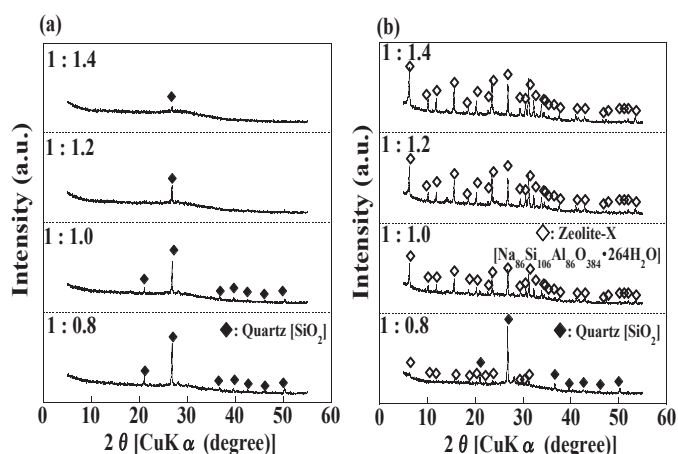 (a)
1 : 1.4
1 : 1.2
1 : 1.0
1 : 0.8
◆: Quartz [SiO2]
Intensity (a.u.)
0 10 20 30 40 50 60
2 θ [CuK α (degree)]
(b)
1 : 1.4
1 : 1.2
◇: Zeolite-X
[Na86Si106Al86O384•264H2O]
1 : 1.0
1 : 0.8
◆: Quartz [SiO2]
Intensity (a.u.)
0 10 20 30 40 50 60
2 θ [CuK α (degree)]